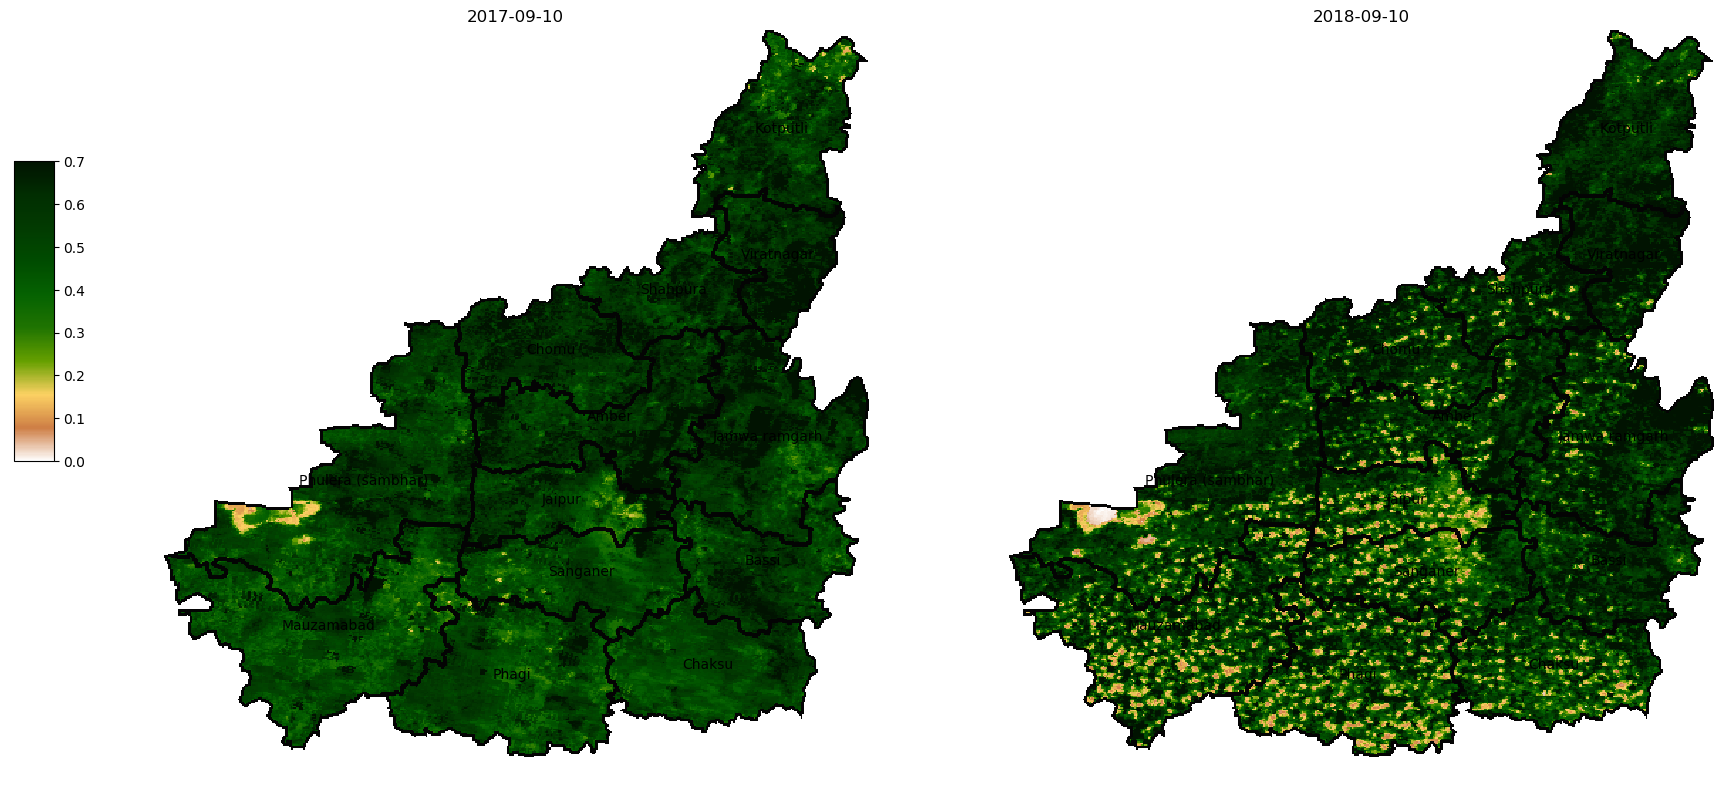 2017-09-10
2018-09-10
0.7
0.6
0.5
0.4
0.3
0.2
0.1
0.0
Kotputli
Viratnagar
Shahpura
Chomu
Amber
Jamwa ramgarh
Phulera (sambhar)
Jaipur
Bassi
Sanganer
Mauzamabad
Chaksu
Phagi
Kotputli
Viratnagar
Shahpura
Chomu
Amber
Jamwa ramgarh
Phulera (sambhar)
Jaipur
Bassi
Sanganer
Mauzamabad
Chaksu
Phagi